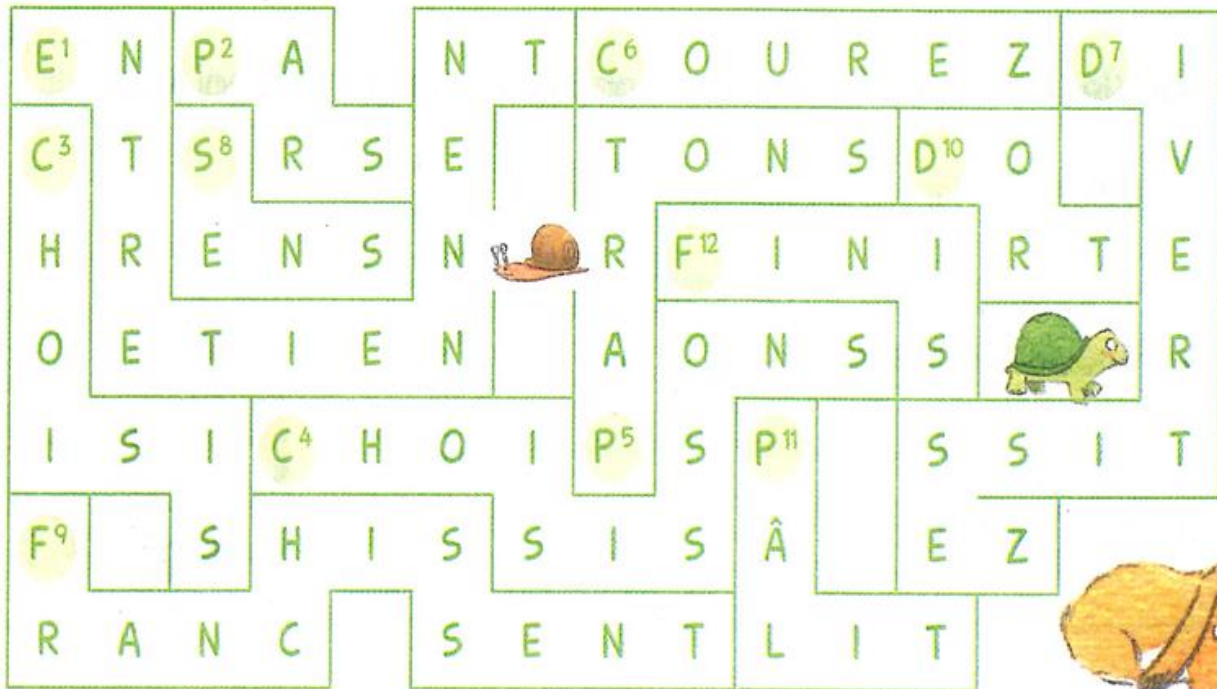 E¹ N P² A N T C⁶ O U R E Z D⁷ I
C³ T S⁸ R S E T O N S D¹⁰ O V
H R E N S N R F¹² I N I R T E
O E T I E N A O N S S R
I S I C⁴ H O I P⁵ S P¹¹ S S I T
F⁹ S H I S S I S Â E Z
R A N C S E N T L I T